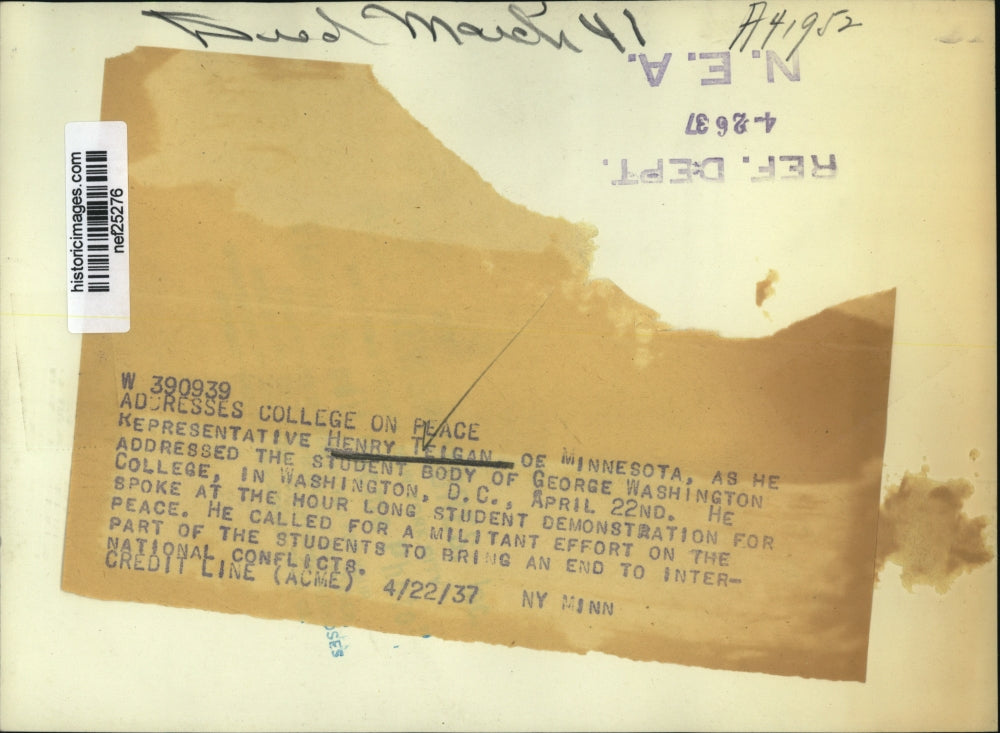 Dued March 41
A41952
N.E.A.
4-2637
REF. DEPT.
historicimages.com
nef25276
W 390939
ADDRESSES COLLEGE ON PEACE
REPRESENTATIVE HENRY TEIGAN, OE MINNESOTA, AS HE
ADDRESSED THE STUDENT BODY OF GEORGE WASHINGTON
COLLEGE, IN WASHINGTON, D.C., APRIL 22ND. HE
SPOKE AT THE HOUR LONG STUDENT DEMONSTRATION FOR
PEACE. HE CALLED FOR A MILITANT EFFORT ON THE
PART OF THE STUDENTS TO BRING AN END TO INTER-
NATIONAL CONFLICTS.
CREDIT LINE (ACME) 4/22/37 NY MINN